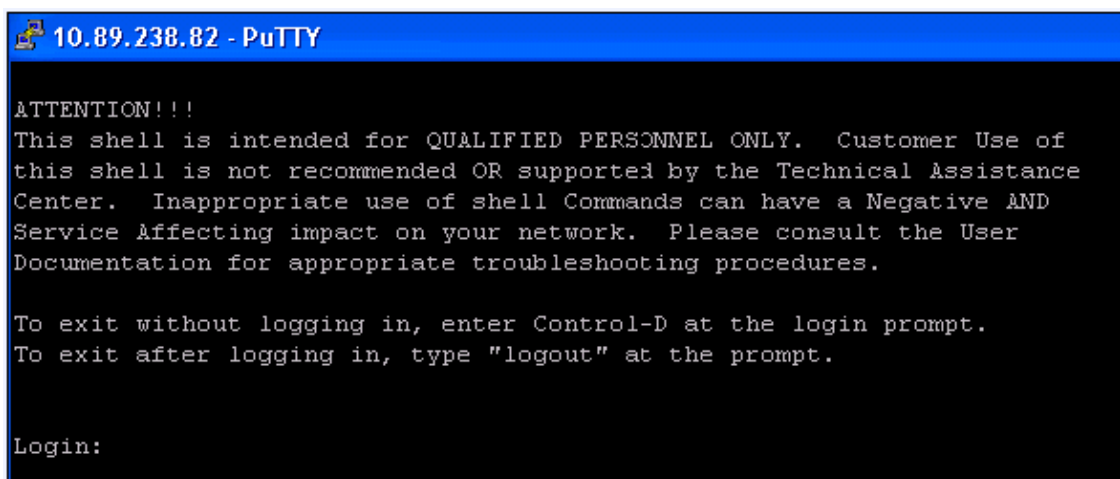 10.89.238.82 - PuTTY
ATTENTION!!!
This shell is intended for QUALIFIED PERSONNEL ONLY.  Customer Use of
this shell is not recommended OR supported by the Technical Assistance
Center.  Inappropriate use of shell Commands can have a Negative AND
Service Affecting impact on your network.  Please consult the User
Documentation for appropriate troubleshooting procedures.
To exit without logging in, enter Control-D at the login prompt.
To exit after logging in, type "logout" at the prompt.
Login: